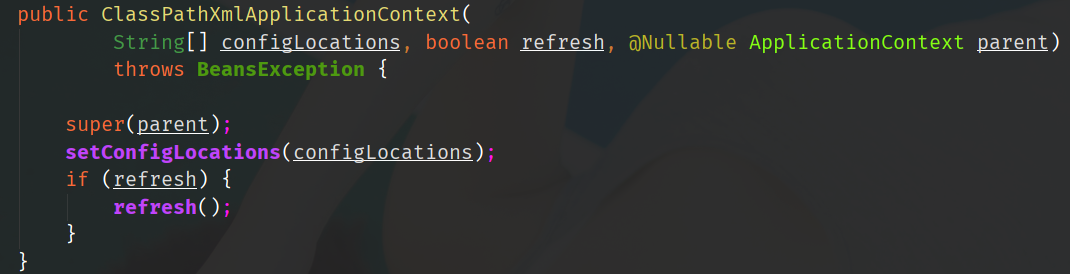 public ClassPathXmlApplicationContext(
        String[] configLocations, boolean refresh, @Nullable ApplicationContext parent)
        throws BeansException {

    super(parent);
    setConfigLocations(configLocations);
    if (refresh) {
        refresh();
    }
}